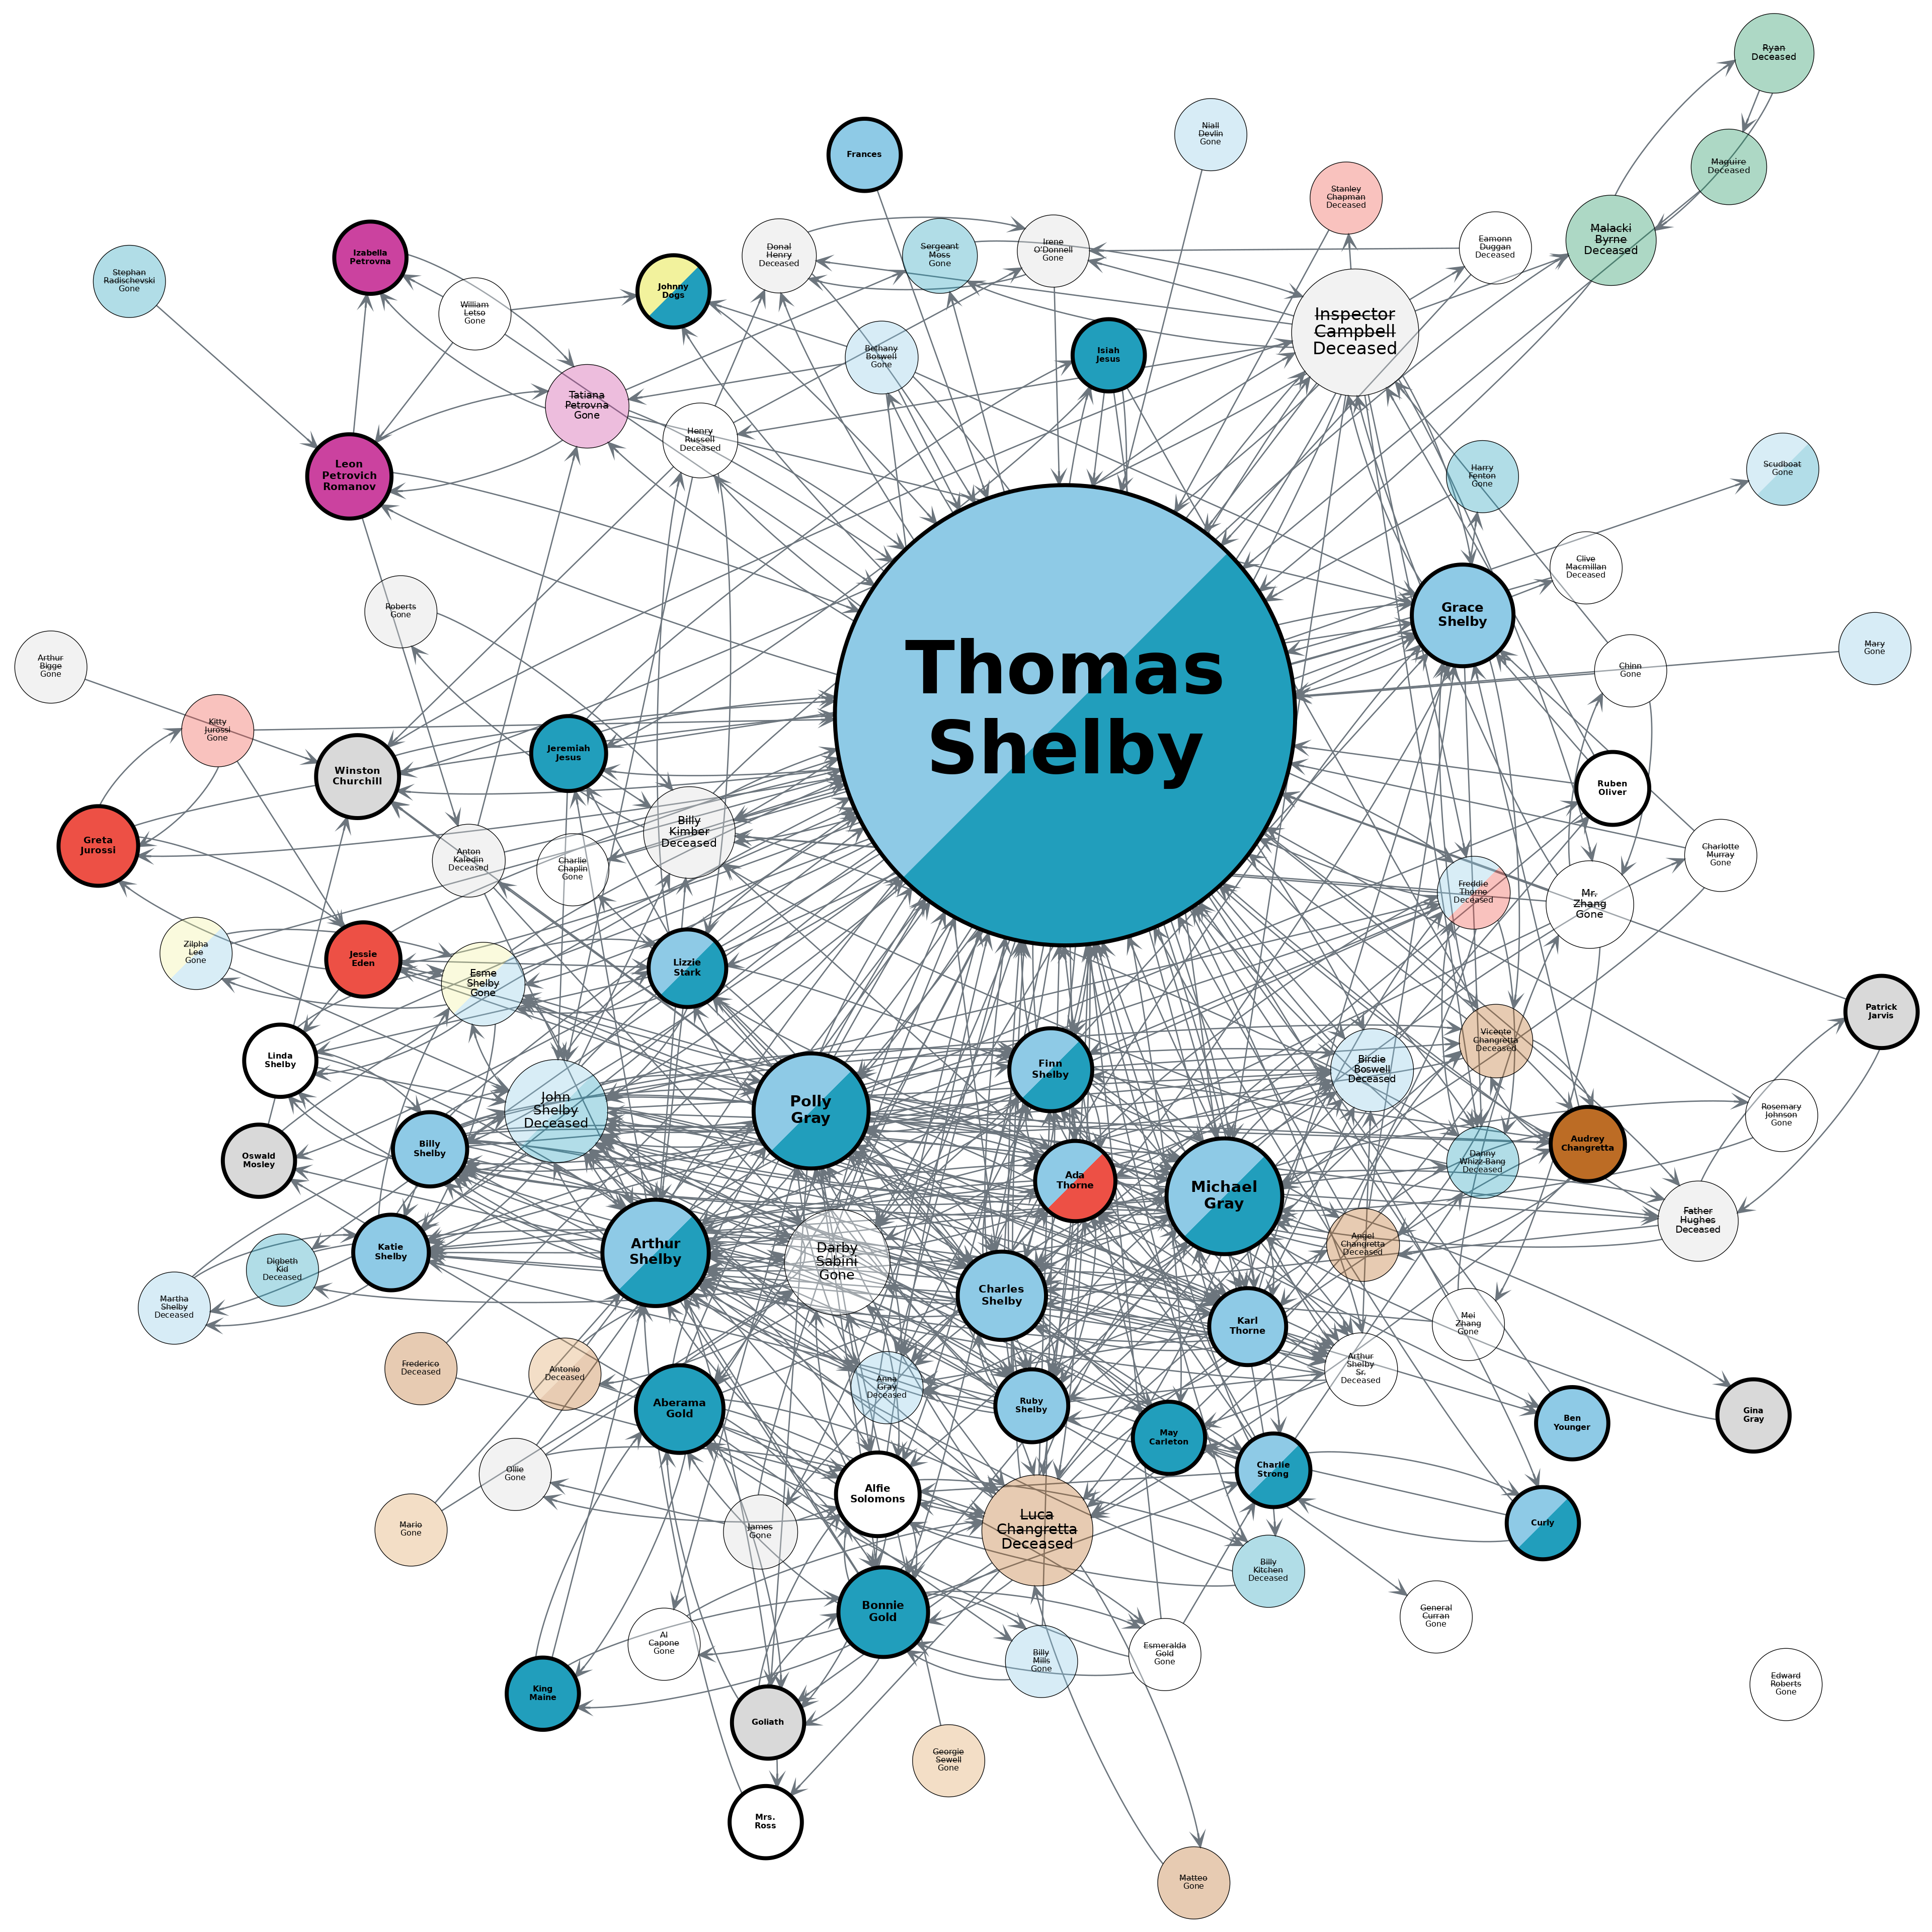 Ryan
Deceased
Maguire
Deceased
Niall
Devlin
Gone
Frances
Stanley
Chapman
Deceased
Malacki
Byrne
Deceased
Eamonn
Duggan
Deceased
Irene
O'Donnell
Gone
Sergeant
Moss
Gone
Donal
Henry
Deceased
Izabella
Petrovna
Stephan
Radischevski
Gone
Johnny
Dogs
William
Letso
Gone
Inspector
Campbell
Deceased
Isiah
Jesus
Bethany
Boswell
Gone
Tatiana
Petrovna
Gone
Henry
Russell
Deceased
Leon
Petrovich
Romanov
Harry
Fenton
Gone
Scudboat
Gone
Clive
Macmillan
Deceased
Grace
Shelby
Roberts
Gone
Mary
Gone
Arthur
Bigge
Gone
Chinn
Gone
Thomas
Shelby
Kitty
Jurossi
Gone
Jeremiah
Jesus
Winston
Churchill
Ruben
Oliver
Billy
Kimber
Deceased
Greta
Jurossi
Anton
Kaledin
Deceased
Charlie
Chaplin
Gone
Charlotte
Murray
Gone
Freddie
Thorne
Deceased
Mr.
Zhang
Gone
Zilpha
Lee
Gone
Jessie
Eden
Esme
Shelby
Gone
Lizzie
Stark
Patrick
Jarvis
Vicente
Changretta
Deceased
Linda
Shelby
Finn
Shelby
Birdie
Boswell
Deceased
John
Shelby
Deceased
Polly
Gray
Rosemary
Johnson
Gone
Audrey
Changretta
Billy
Shelby
Oswald
Mosley
Danny
Whizz-Bang
Deceased
Ada
Thorne
Michael
Gray
Father
Hughes
Deceased
Katie
Shelby
Arthur
Shelby
Angel
Changretta
Deceased
Darby
Sabini
Gone
Digbeth
Kid
Deceased
Martha
Shelby
Deceased
Charles
Shelby
Karl
Thorne
Mei
Zhang
Gone
Frederico
Deceased
Antonio
Deceased
Arthur
Shelby
Sr.
Deceased
Anna
Gray
Deceased
Aberama
Gold
Ruby
Shelby
Gina
Gray
Ben
Younger
May
Carleton
Charlie
Strong
Ollie
Gone
Alfie
Solomons
Curly
Mario
Gone
James
Gone
Luca
Changretta
Deceased
Billy
Kitchen
Deceased
Bonnie
Gold
General
Curran
Gone
Al
Capone
Gone
Billy
Mills
Gone
Esmeralda
Gold
Gone
Edward
Roberts
Gone
King
Maine
Goliath
Georgie
Sewell
Gone
Mrs.
Ross
Matteo
Gone